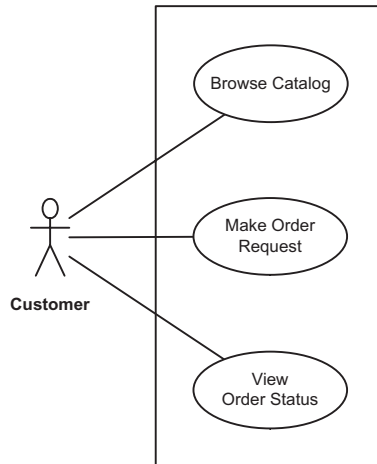 Browse Catalog
Make Order
Request
Customer
View
Order Status